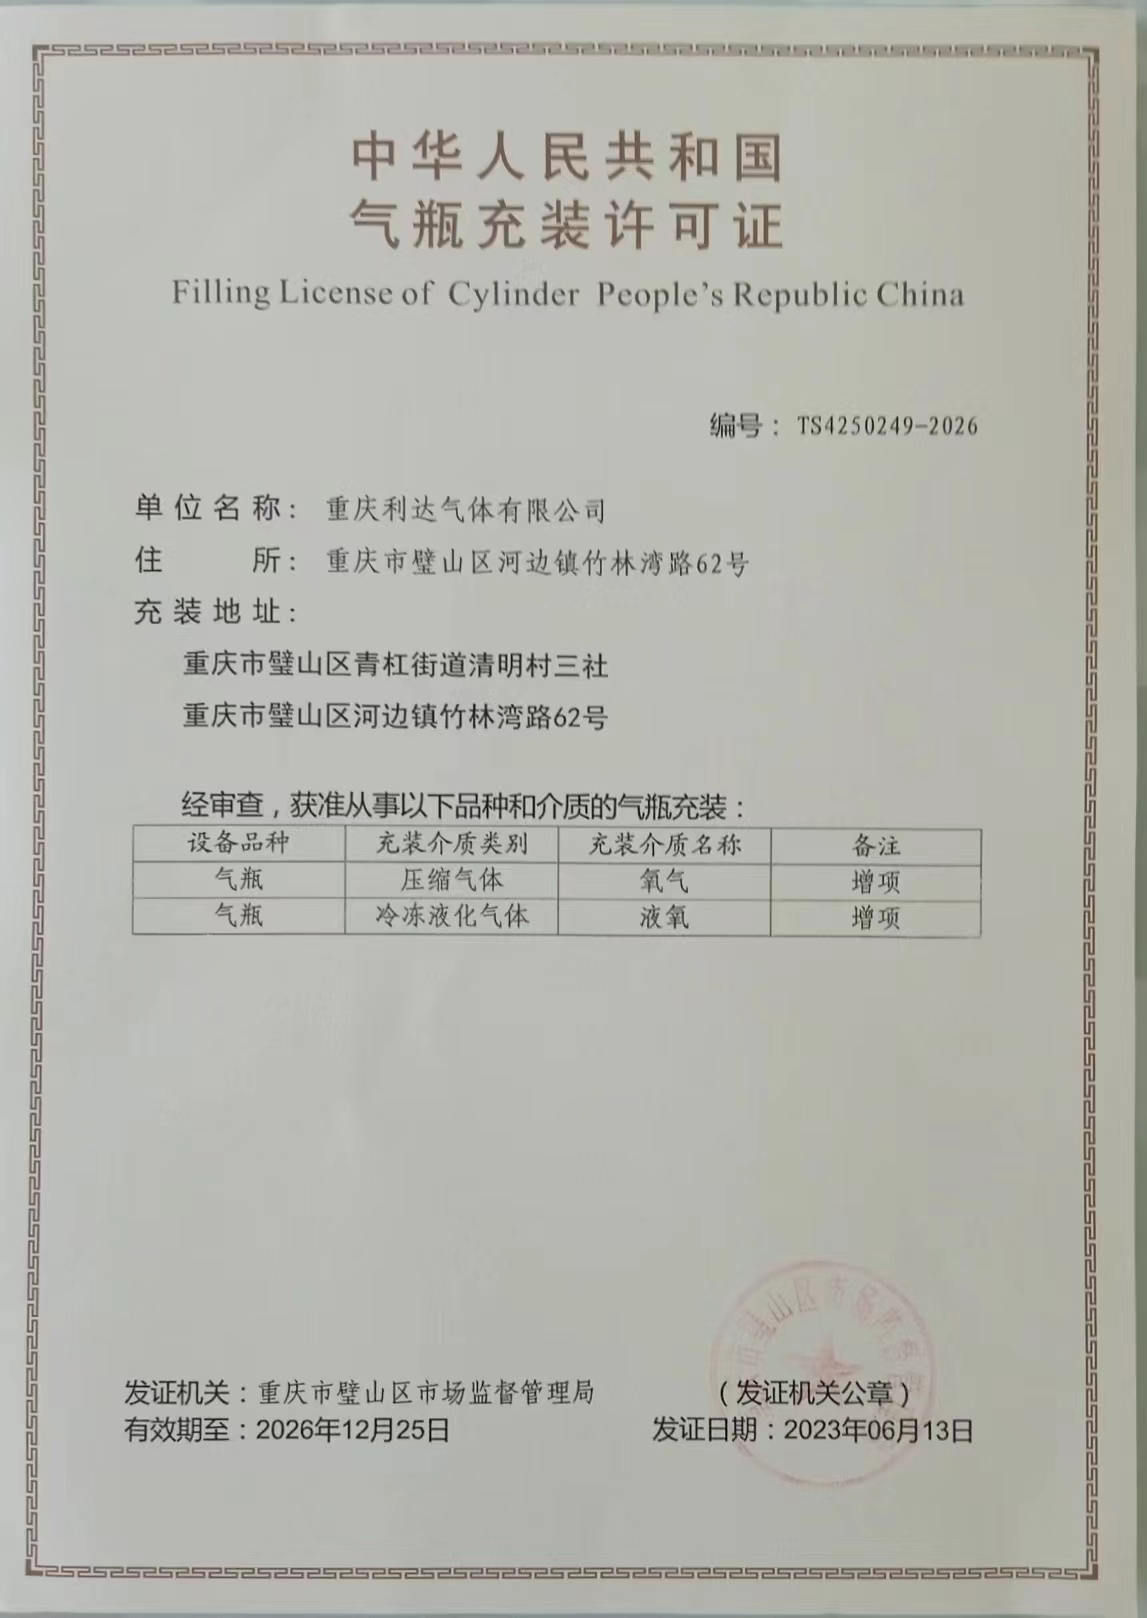 中华人民共和国
气瓶充装许可证
Filling License of Cylinder People's Republic China
编号：TS4250249-2026
单位名称：重庆利达气体有限公司
住所：重庆市璧山区河边镇竹林湾路62号
充装地址：
重庆市璧山区青杠街道清明村三社
重庆市璧山区河边镇竹林湾路62号
经审查，获准从事以下品种和介质的气瓶充装：
设备品种 充装介质类别 充装介质名称 备注
气瓶 压缩气体 氧气 增项
气瓶 冷冻液化气体 液氧 增项
市璧山区市场监督管
发证机关：重庆市璧山区市场监督管理局 （发证机关公章）
有效期至：2026年12月25日 发证日期：2023年06月13日